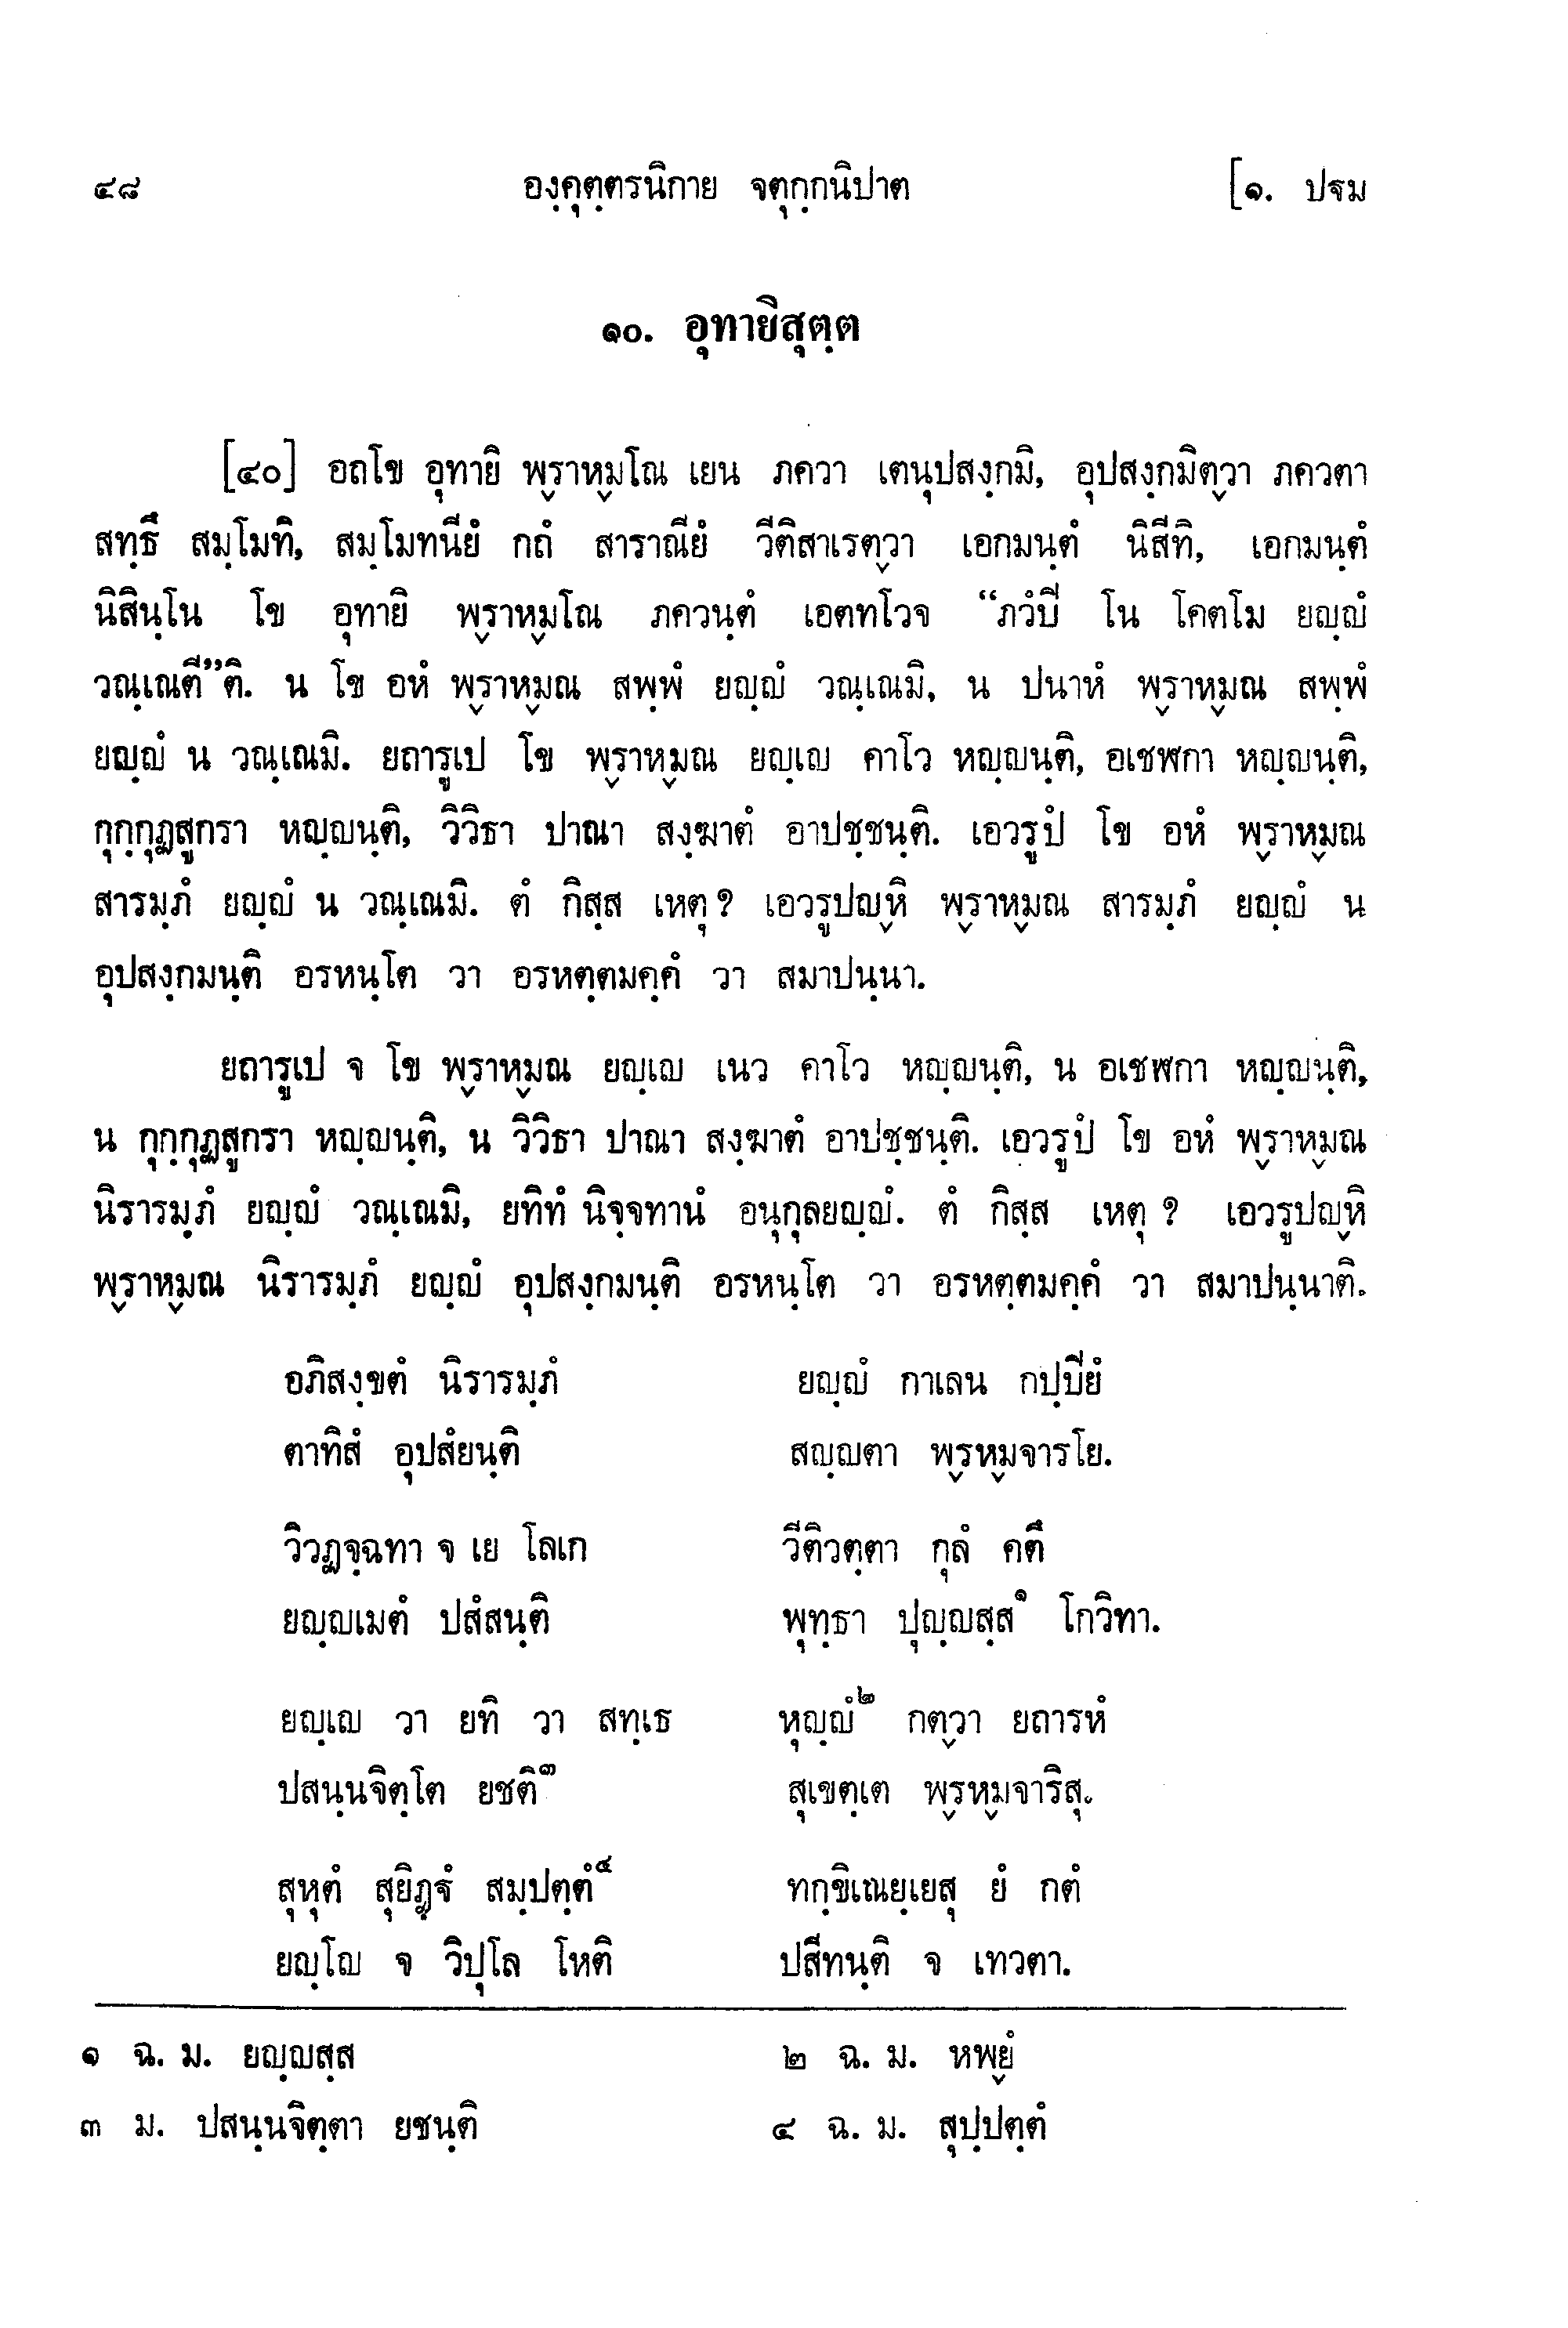 ๔๘ องฺคุตฺตรนิกาย จตุกฺกนิปาต [๑. ปฐม
๑๐. อุทายิสุตฺต
[๔๐] อถโข อุทายิ พฺราหฺมโณ เยน ภควา เตนุปสงฺกมิ, อุปสงฺกมิตฺวา ภควตา
สทฺธึ สมฺโมทิ, สมฺโมทนียํ กถํ สาราณียํ วีติสาเรตฺวา เอกมนฺตํ นิสีทิ, เอกมนฺตํ
นิสินฺโน โข อุทายิ พฺราหฺมโณ ภควนฺตํ เอตทโวจ “ภวํปี โน โคตโม ยญฺญํ
วณฺเณตี”ติ. น โข อหํ พฺราหฺมณ สพฺพํ ยญฺญํ วณฺเณมิ, น ปนาหํ พฺราหฺมณ สพฺพํ
ยญฺญํ น วณฺเณมิ. ยถารูเป โข พฺราหฺมณ ยญฺเญ คาโว หญฺญนฺติ, อเชฬกา หญฺญนฺติ,
กุกฺกุฏสูกรา หญฺญนฺติ, วิวิธา ปาณา สงฺฆาตํ อาปชฺชนฺติ. เอวรูปํ โข อหํ พฺราหฺมณ
สารมฺภํ ยญฺญํ น วณฺเณมิ. ตํ กิสฺส เหตุ? เอวรูปญฺหิ พฺราหฺมณ สารมฺภํ ยญฺญํ น
อุปสงฺกมนฺติ อรหนฺโต วา อรหตฺตมคฺคํ วา สมาปนฺนา.
ยถารูเป จ โข พฺราหฺมณ ยญฺเญ เนว คาโว หญฺญนฺติ, น อเชฬกา หญฺญนฺติ,
น กุกฺกุฏสูกรา หญฺญนฺติ, น วิวิธา ปาณา สงฺฆาตํ อาปชฺชนฺติ. เอวรูปํ โข อหํ พฺราหฺมณ
นิรารมฺภํ ยญฺญํ วณฺเณมิ, ยทิทํ นิจฺจทานํ อนุกุลยญฺญํ. ตํ กิสฺส เหตุ? เอวรูปญฺหิ
พฺราหฺมณ นิรารมฺภํ ยญฺญํ อุปสงฺกมนฺติ อรหนฺโต วา อรหตฺตมคฺคํ วา สมาปนฺนาติ.
อภิสงฺขตํ นิรารมฺภํ ยญฺญํ กาเลน กปฺปิยํ
ตาทิสํ อุปสํยนฺติ สญฺญตา พฺรหฺมจารโย.
วิวฏจฺฉทา จ เย โลเก วีติวตฺตา กุลํ คตึ
ยญฺญเมตํ ปสํสนฺติ พุทฺธา ปุญฺญสฺส๑ โกวิทา.
ยญฺเญ วา ยทิ วา สทฺเธ หุญฺญํ๒ กตฺวา ยถารหํ
ปสนฺนจิตฺโต ยชติ๓ สุเขตฺเต พฺรหฺมจาริสุ.
สุหุตํ สุยิฏฺฐํ สมฺปตฺตํ๔ ทกฺขิเณยฺเยสุ ยํ กตํ
ยญฺโญ จ วิปุโล โหติ ปสีทนฺติ จ เทวตา.
๑ ฉ. ม. ยญฺญสฺส ๒ ฉ. ม. หพฺยํ
๓ ม. ปสนฺนจิตฺตา ยชนฺติ ๔ ฉ. ม. สุปฺปตฺตํ